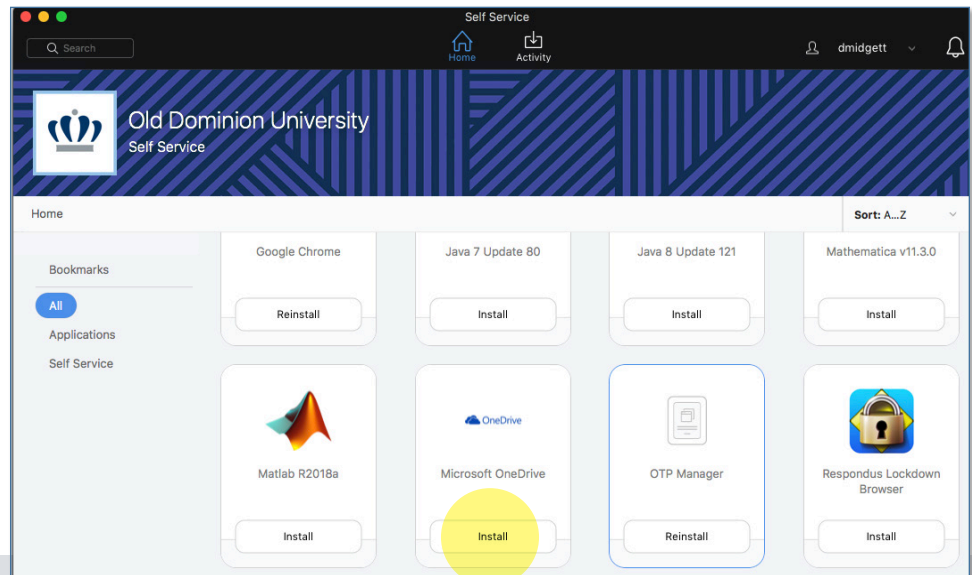 Self Service
Search
Home
Activity
dmidgett
Old Dominion University
Self Service
Home
Sort: A...Z
Bookmarks
All
Applications
Self Service
Google Chrome
Java 7 Update 80
Java 8 Update 121
Mathematica v11.3.0
Reinstall
Install
Install
Install
OneDrive
Matlab R2018a
Microsoft OneDrive
OTP Manager
Respondus Lockdown
Browser
Install
Install
Reinstall
Install